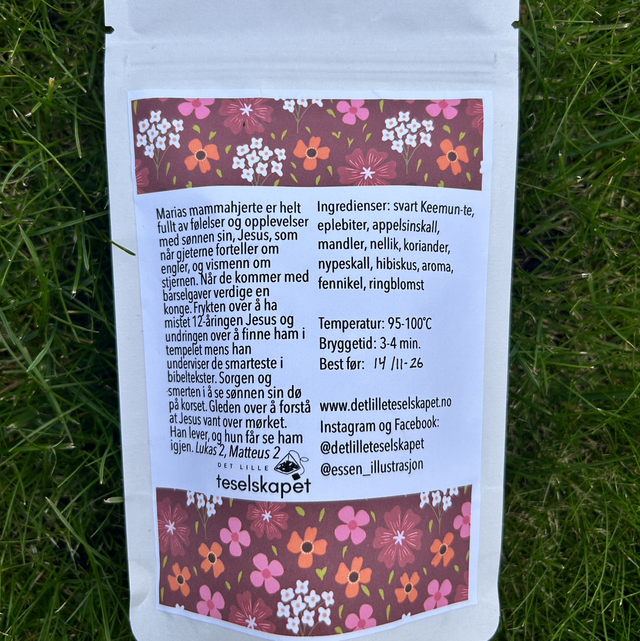 Marias mammahjerte er helt
fullt av følelser og opplevelser
med sønnen sin, Jesus, som
når gjeterne forteller om
engler, og vismenn om
stjernen. Når de kommer med
barselgaver verdige en
konge. Frykten over å ha
mistet 12-åringen Jesus og
undringen over å finne ham i
tempelet mens han
underviser de smarteste i
bibeltekster. Sorgen og
smerten i å se sønnen sin dø
på korset. Gleden over å forstå
at Jesus vant over mørket.
Han lever, og hun får se ham
igjen. Lukas 2, Matteus 2
DET LILLE
teselskapet
Ingredienser: svart Keemun-te,
eplebiter, appelsinskall,
mandler, nellik, koriander,
nypeskall, hibiskus, aroma,
fennikel, ringblomst
Temperatur: 95-100°C
Bryggetid: 3-4 min.
Best før: 14/11-26
www.detlilleteselskapet.no
Instagram og Facebook:
@detlilleteselskapet
@essen_illustrasjon